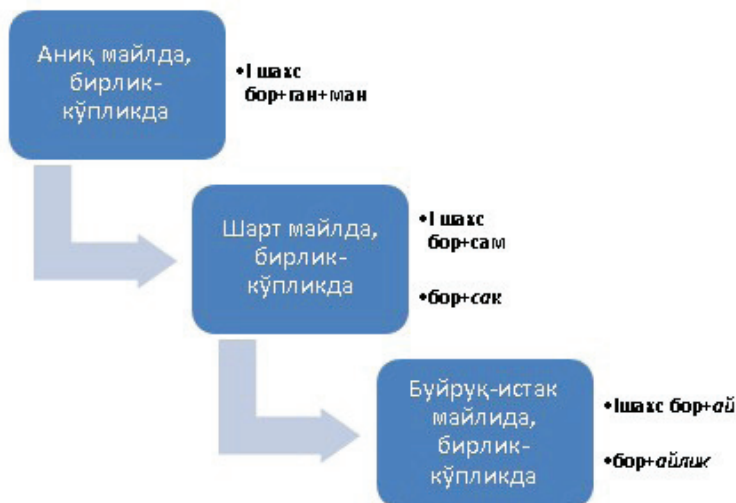 Аниқ майлда,
бирлик-
кўпликда
•I шахс
бор+ган+ман
Шарт майлда,
бирлик-
кўпликда
•I шахс
бор+сам
•бор+сак
Буйруқ-истак
майлида,
бирлик-
кўпликда
•Iшахс бор+ай
•бор+айлик